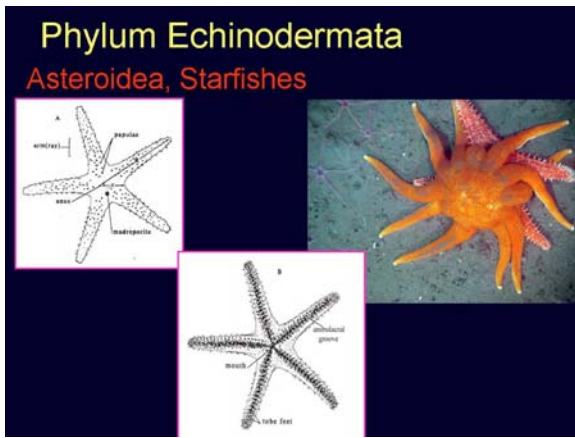 Phylum Echinodermata
Asteroidea, Starfishes
A
papulae
arm(ray)
anus
madreporite
B
ambulacral
groove
mouth
tube feet